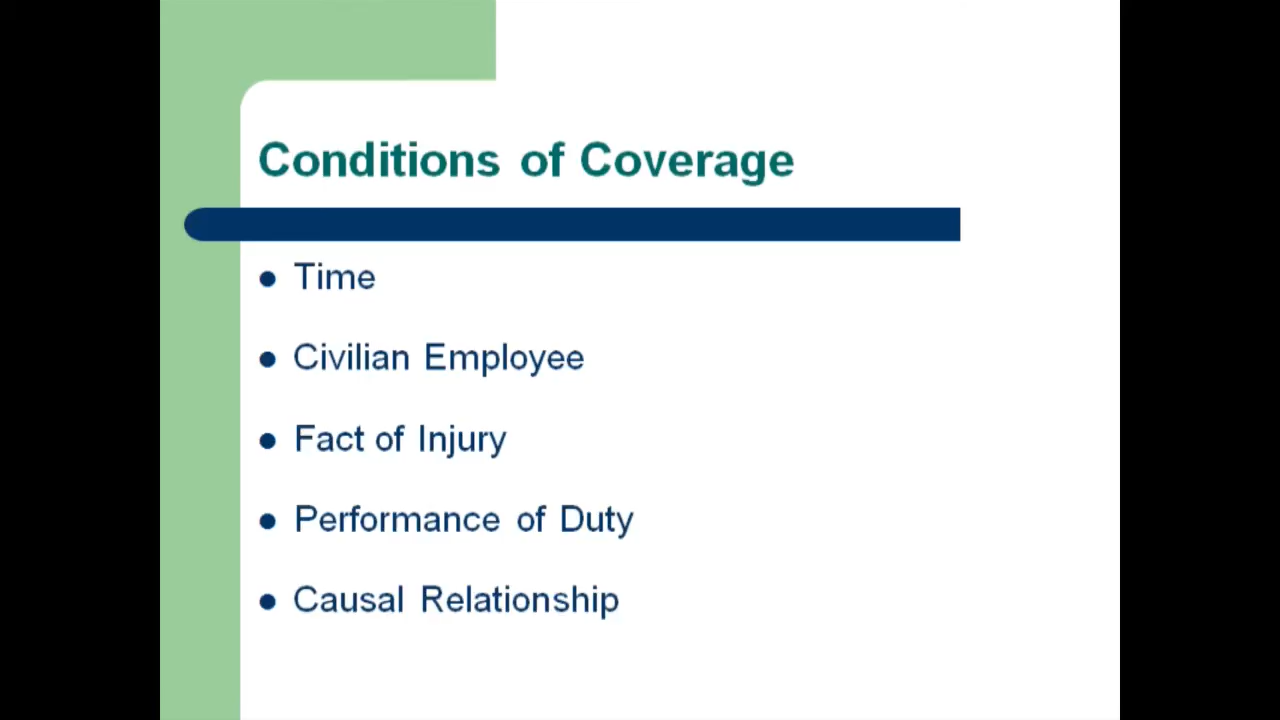 Conditions of Coverage
Time
Civilian Employee
Fact of Injury
Performance of Duty
Causal Relationship